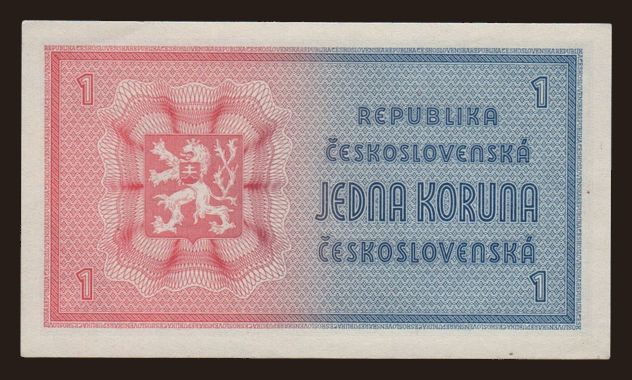 1 1
REPUBLIKA
ČESKOSLOVENSKÁ
JEDNA KORUNA
ČESKOSLOVENSKÁ
1 1